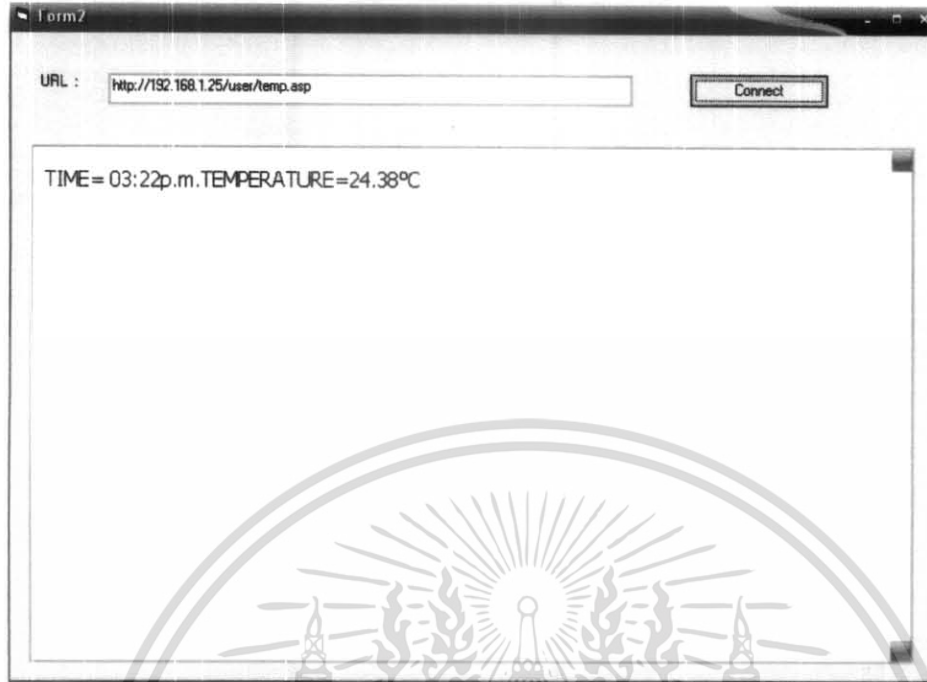 Form2
URL : http://192.168.1.25/user/temp.asp Connect
TIME= 03:22p.m.TEMPERATURE=24.38ºC